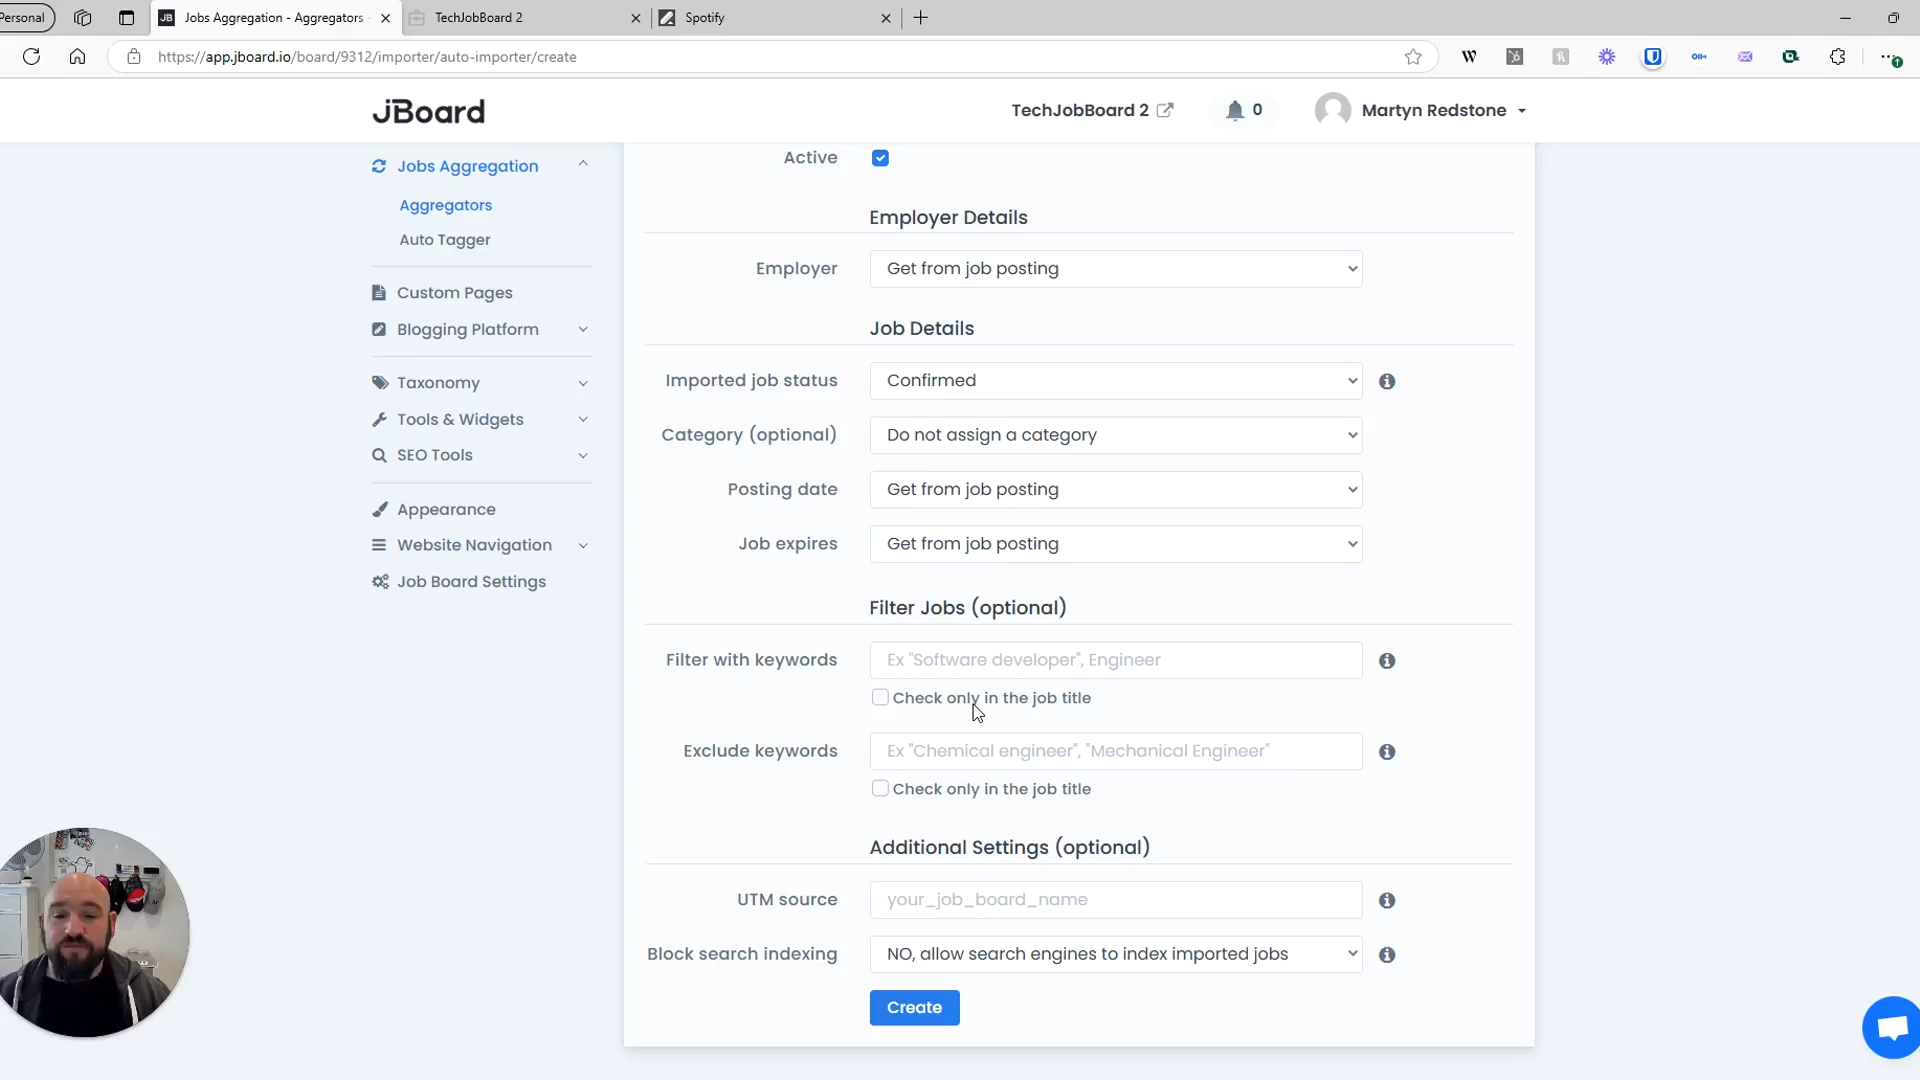 Personal
Jobs Aggregation - Aggregators
TechJobBoard 2
Spotify
https://app.jboard.io/board/9312/importer/auto-importer/create
JBoard
TechJobBoard 2
0
Martyn Redstone
Jobs Aggregation
Aggregators
Auto Tagger
Custom Pages
Blogging Platform
Taxonomy
Tools & Widgets
SEO Tools
Appearance
Website Navigation
Job Board Settings
Active
Employer Details
Employer
Get from job posting
Job Details
Imported job status
Confirmed
Category (optional)
Do not assign a category
Posting date
Get from job posting
Job expires
Get from job posting
Filter Jobs (optional)
Filter with keywords
Ex "Software developer", Engineer
Check only in the job title
Exclude keywords
Ex "Chemical engineer", "Mechanical Engineer"
Check only in the job title
Additional Settings (optional)
UTM source
your_job_board_name
Block search indexing
NO, allow search engines to index imported jobs
Create